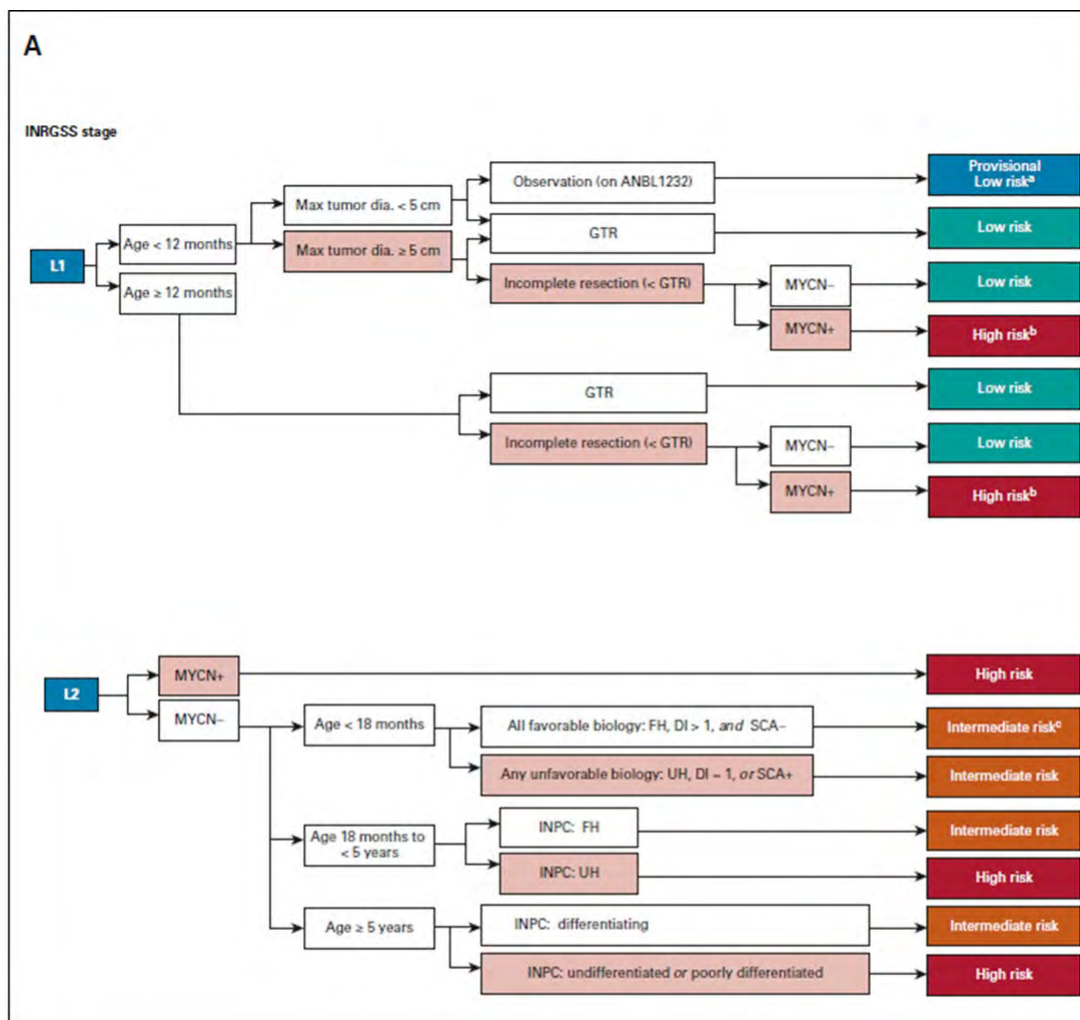 A
INRGSS stage
L1
Age < 12 months
Age ≥ 12 months
Max tumor dia. < 5 cm
Max tumor dia. ≥ 5 cm
Observation (on ANBL1232)
Provisional
Low riskᵃ
GTR
Low risk
Incomplete resection (< GTR)
MYCN–
Low risk
MYCN+
High riskᵇ
GTR
Low risk
Incomplete resection (< GTR)
MYCN–
Low risk
MYCN+
High riskᵇ
L2
MYCN+
High risk
MYCN–
Age < 18 months
All favorable biology: FH, DI > 1, and SCA–
Intermediate riskᶜ
Any unfavorable biology: UH, DI = 1, or SCA+
Intermediate risk
Age 18 months to
< 5 years
INPC: FH
Intermediate risk
INPC: UH
High risk
Age ≥ 5 years
INPC: differentiating
Intermediate risk
INPC: undifferentiated or poorly differentiated
High risk